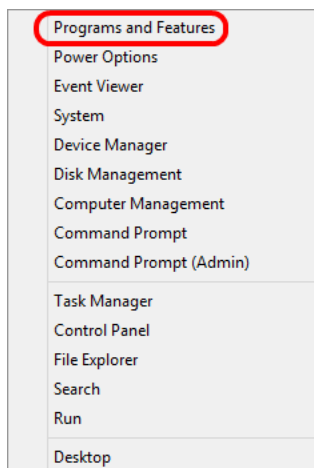 Programs and Features
Power Options
Event Viewer
System
Device Manager
Disk Management
Computer Management
Command Prompt
Command Prompt (Admin)
Task Manager
Control Panel
File Explorer
Search
Run
Desktop